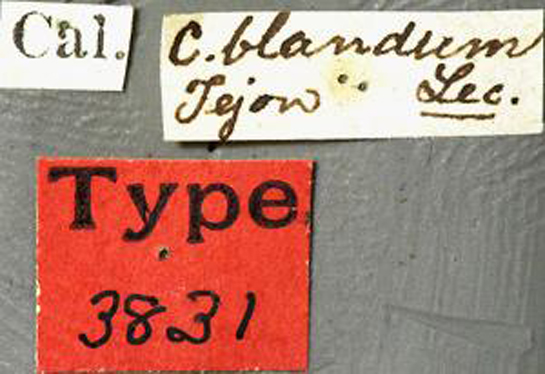 Cal.
C. blandum
Tejon Lec.
Type
3831